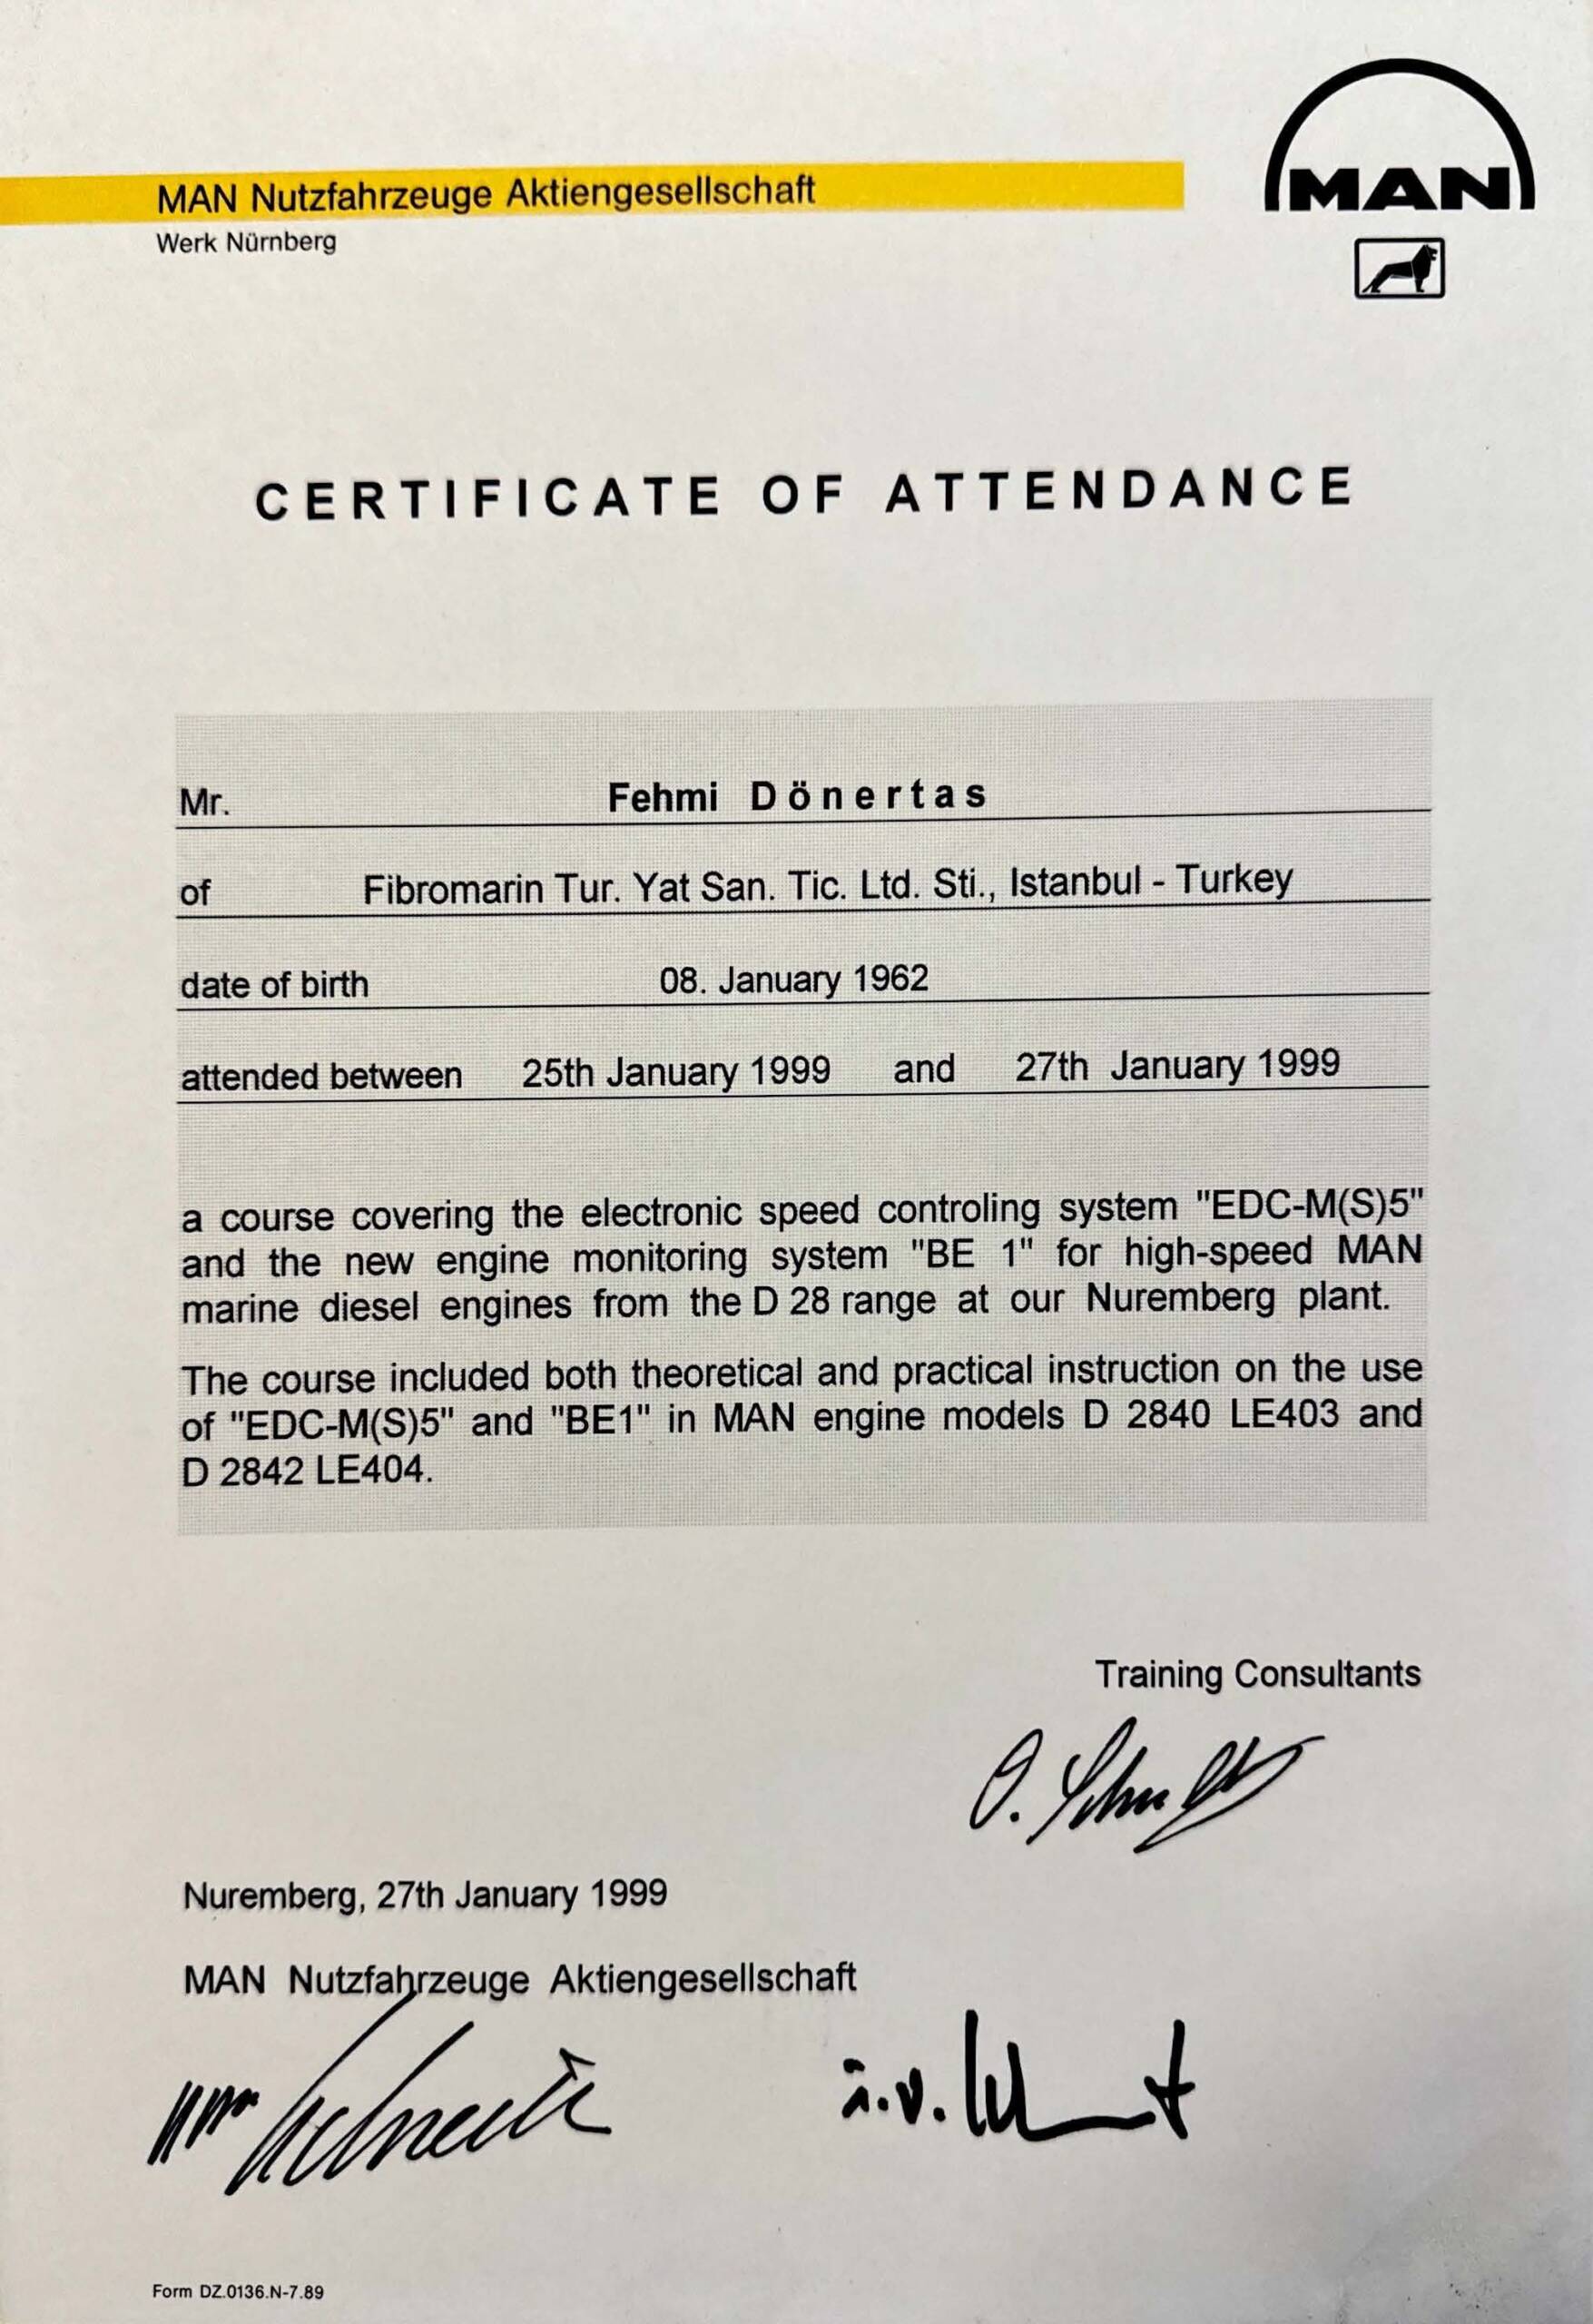 MAN Nutzfahrzeuge Aktiengesellschaft
Werk Nürnberg
MAN
CERTIFICATE OF ATTENDANCE
Mr. Fehmi Dönertas
of Fibromarin Tur. Yat San. Tic. Ltd. Sti., Istanbul - Turkey
date of birth 08. January 1962
attended between 25th January 1999 and 27th January 1999
a course covering the electronic speed controling system "EDC-M(S)5"
and the new engine monitoring system "BE 1" for high-speed MAN
marine diesel engines from the D 28 range at our Nuremberg plant.
The course included both theoretical and practical instruction on the use
of "EDC-M(S)5" and "BE1" in MAN engine models D 2840 LE403 and
D 2842 LE404.
Training Consultants
Nuremberg, 27th January 1999
MAN Nutzfahrzeuge Aktiengesellschaft
Form DZ.0136.N-7.89